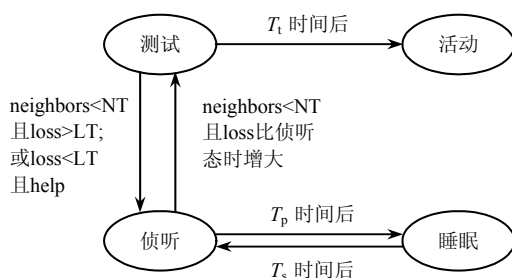 测试
T_t 时间后
活动
neighbors<NT
且loss>LT;
或loss<LT
且help
neighbors<NT
且loss比侦听
态时增大
T_p 时间后
侦听
睡眠
T_s 时间后